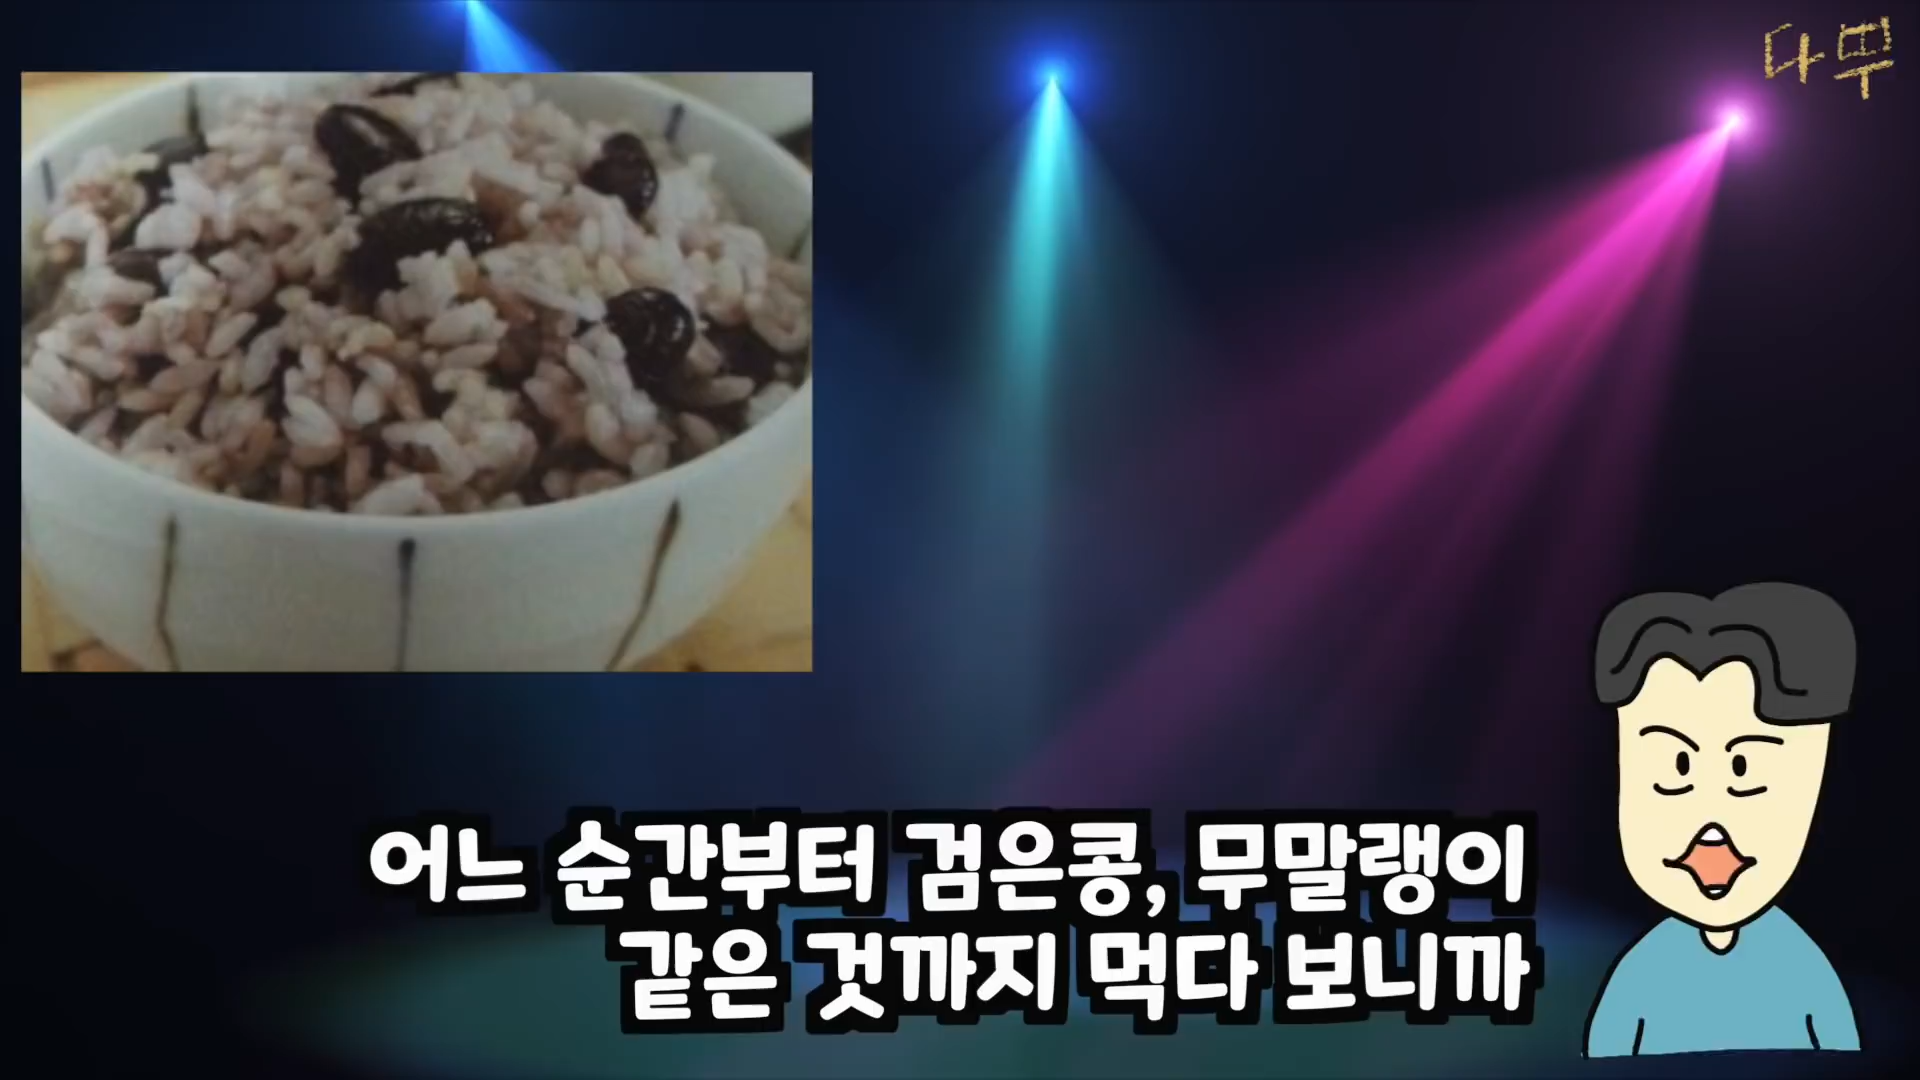 다뿌
어느 순간부터 검은콩, 무말랭이
같은 것까지 먹다 보니까